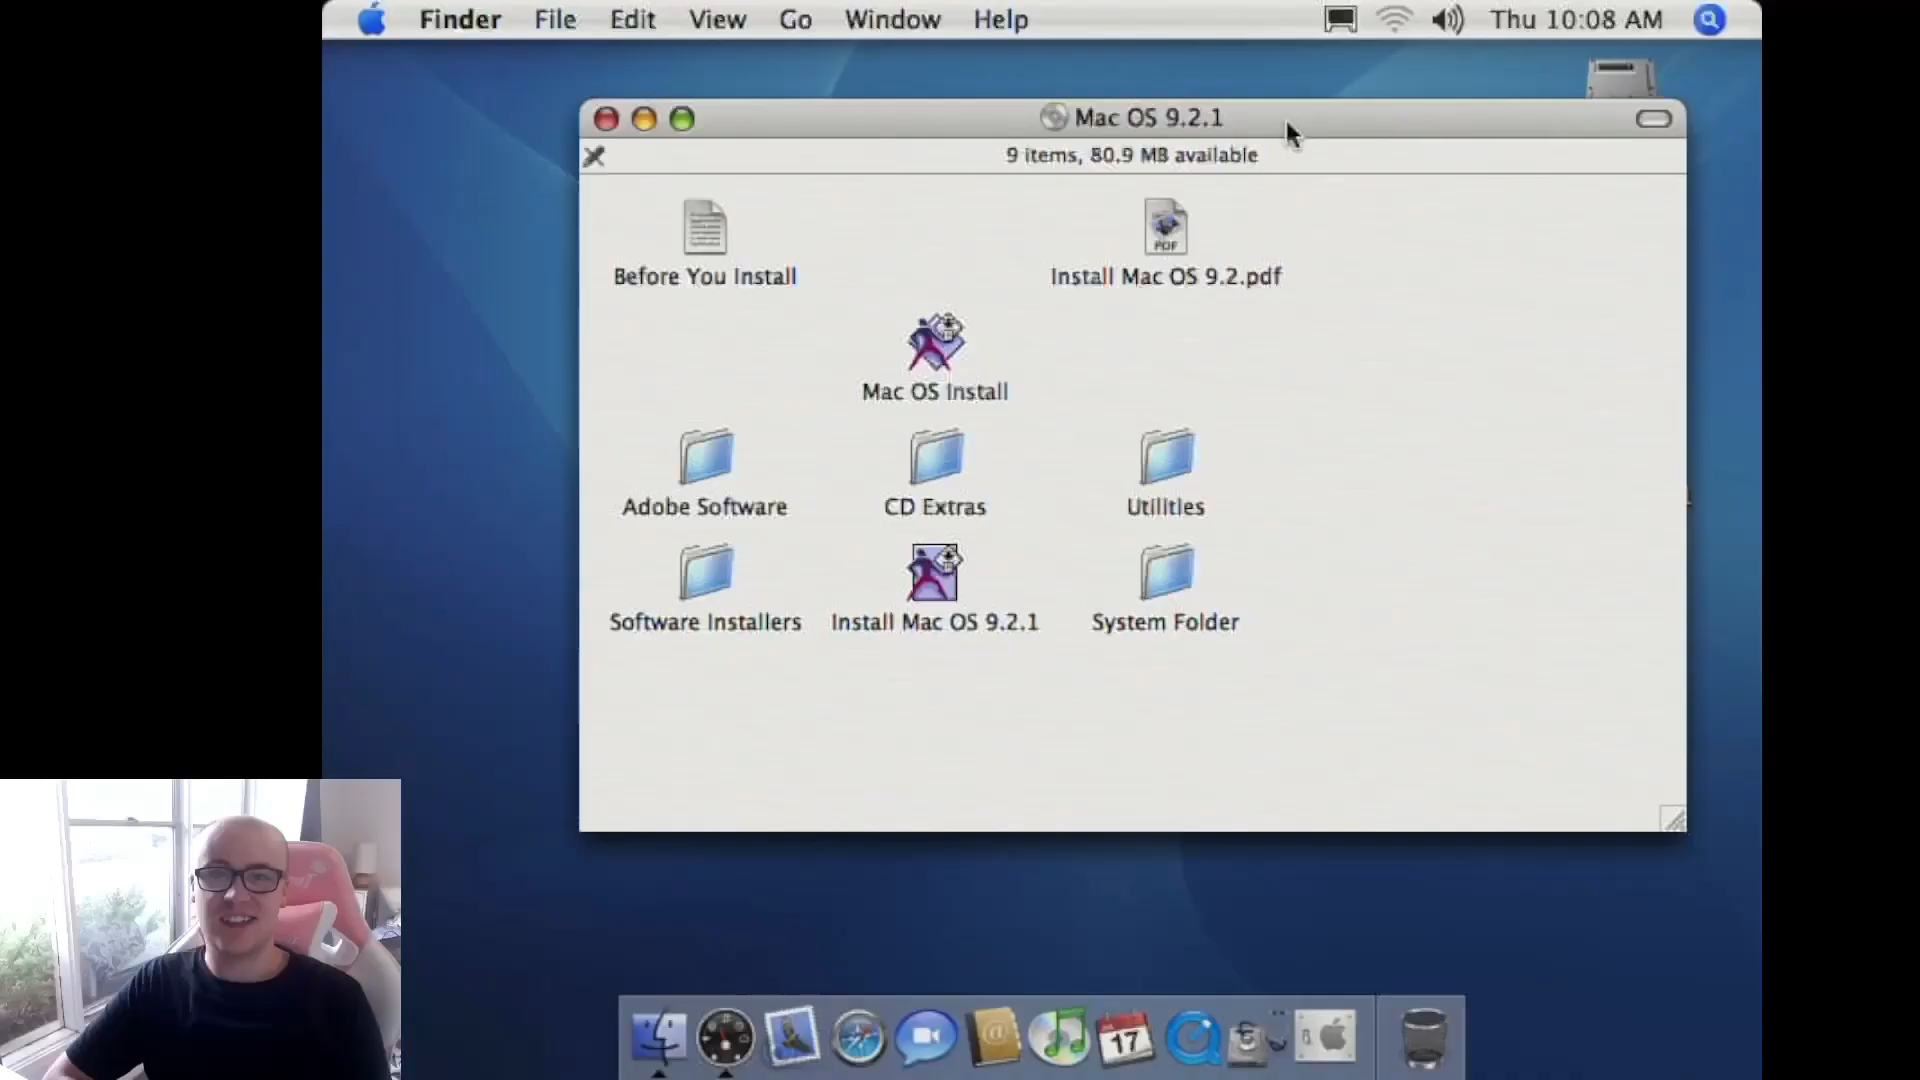 Finder File Edit View Go Window Help Thu 10:08 AM
Mac OS 9.2.1
9 items, 80.9 MB available
PDF
Before You Install
Install Mac OS 9.2.pdf
Mac OS Install
Adobe Software
CD Extras
Utilities
Software Installers
Install Mac OS 9.2.1
System Folder
@
17